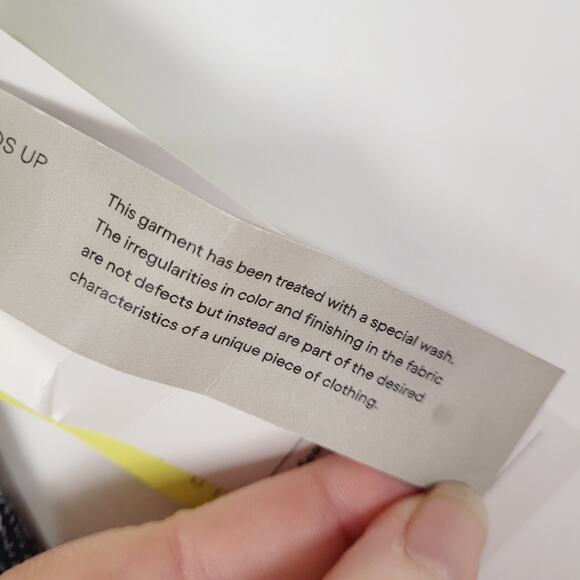 UP
This garment has been treated with a special wash.
The irregularities in color and finishing in the fabric
are not defects but instead are part of the desired
characteristics of a unique piece of clothing.